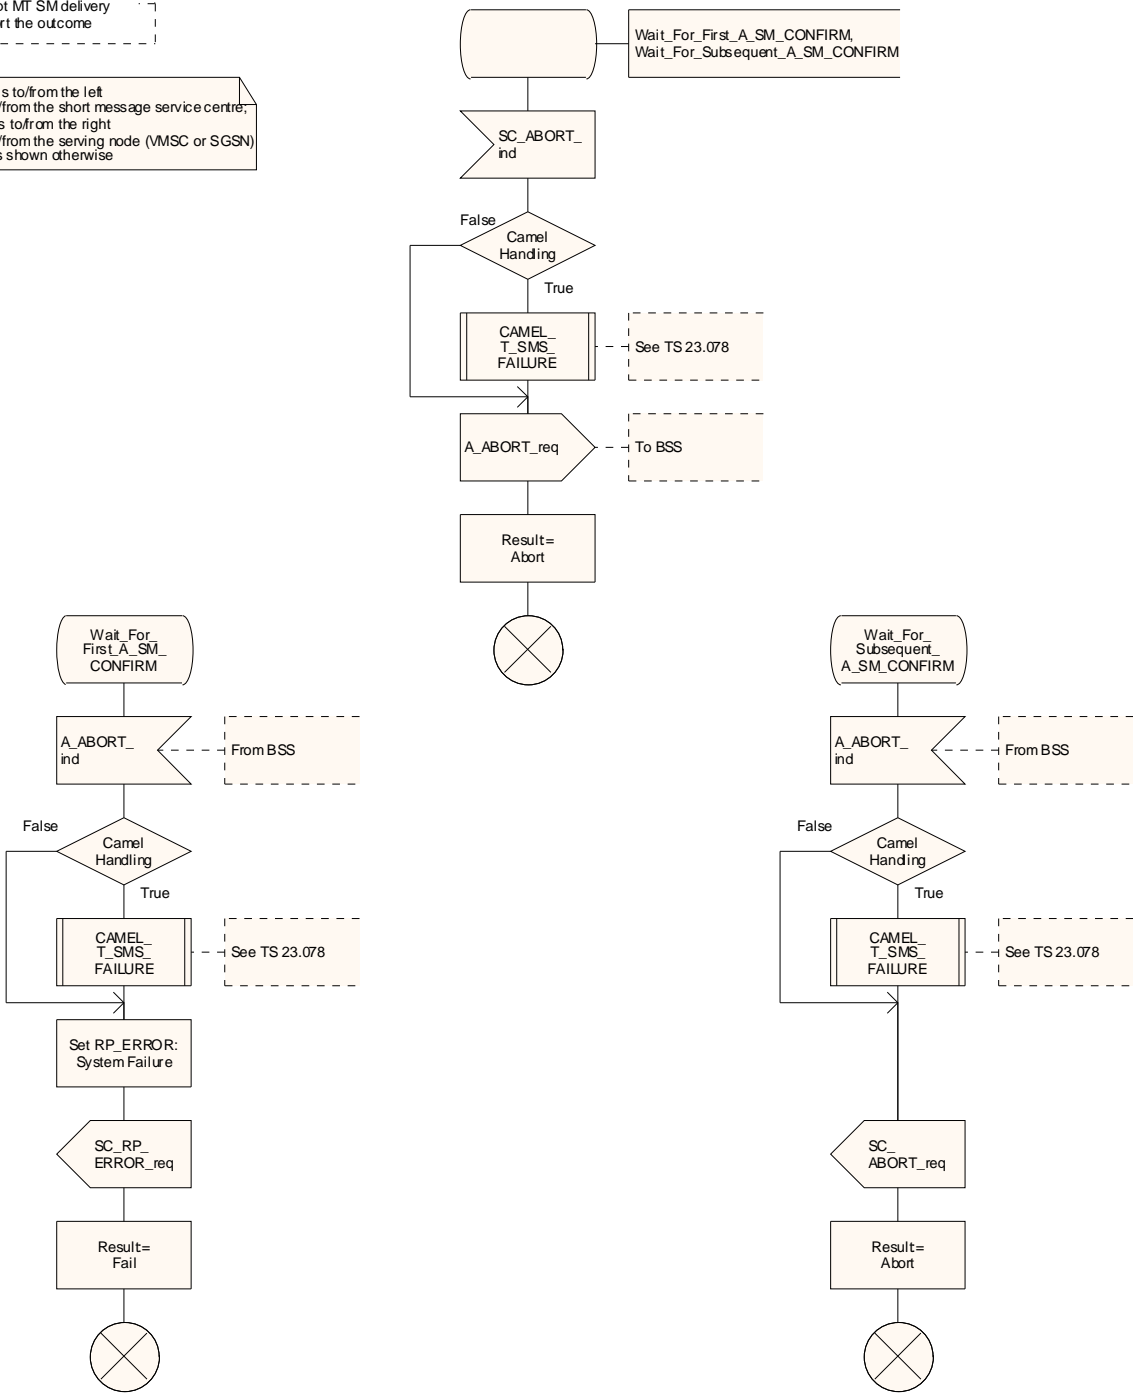 ot MT SM delivery
rt the outcome
s to/from the left
/from the short message service centre;
s to/from the right
/from the serving node (VMSC or SGSN)
s shown otherwise
Wait_For_First_A_SM_CONFIRM,
Wait_For_Subsequent_A_SM_CONFIRM
SC_ABORT_
ind
False
Camel
Handling
True
CAMEL_
T_SMS_
FAILURE
See TS 23.078
A_ABORT_req
To BSS
Result=
Abort
Wait_For_
First_A_SM_
CONFIRM
A_ABORT_
ind
From BSS
False
Camel
Handling
True
CAMEL_
T_SMS_
FAILURE
See TS 23.078
Set RP_ERROR:
System Failure
SC_RP_
ERROR_req
Result=
Fail
Wait_For_
Subsequent_
A_SM_CONFIRM
A_ABORT_
ind
From BSS
False
Camel
Handling
True
CAMEL_
T_SMS_
FAILURE
See TS 23.078
SC_
ABORT_req
Result=
Abort